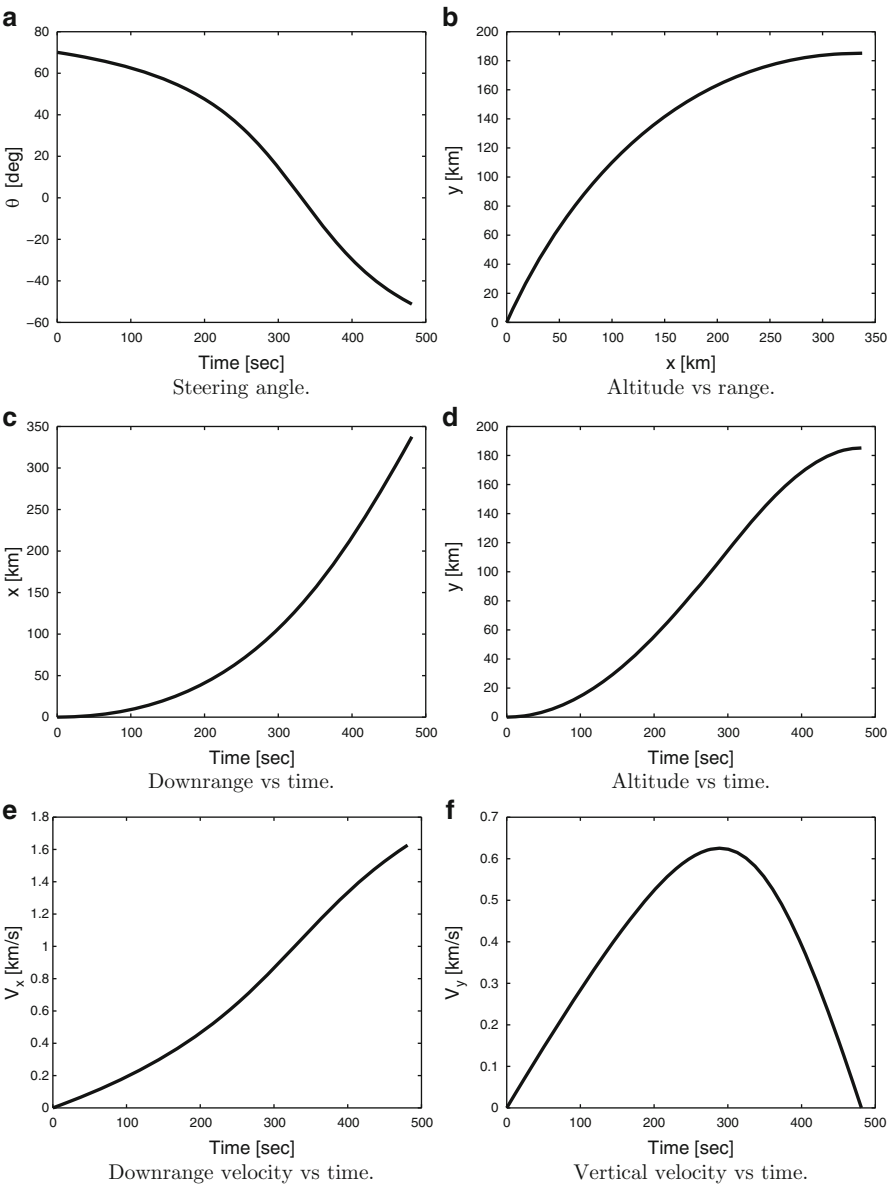 a
80
60
40
20
0
−20
−40
−60
θ [deg]
0 100 200 300 400 500
Time [sec]
Steering angle.
b
200
180
160
140
120
100
80
60
40
20
0
y [km]
0 50 100 150 200 250 300 350
x [km]
Altitude vs range.
c
350
300
250
200
150
100
50
0
x [km]
0 100 200 300 400 500
Time [sec]
Downrange vs time.
d
200
180
160
140
120
100
80
60
40
20
0
y [km]
0 100 200 300 400 500
Time [sec]
Altitude vs time.
e
1.8
1.6
1.4
1.2
1
0.8
0.6
0.4
0.2
0
Vx [km/s]
0 100 200 300 400 500
Time [sec]
Downrange velocity vs time.
f
0.7
0.6
0.5
0.4
0.3
0.2
0.1
0
Vy [km/s]
0 100 200 300 400 500
Time [sec]
Vertical velocity vs time.